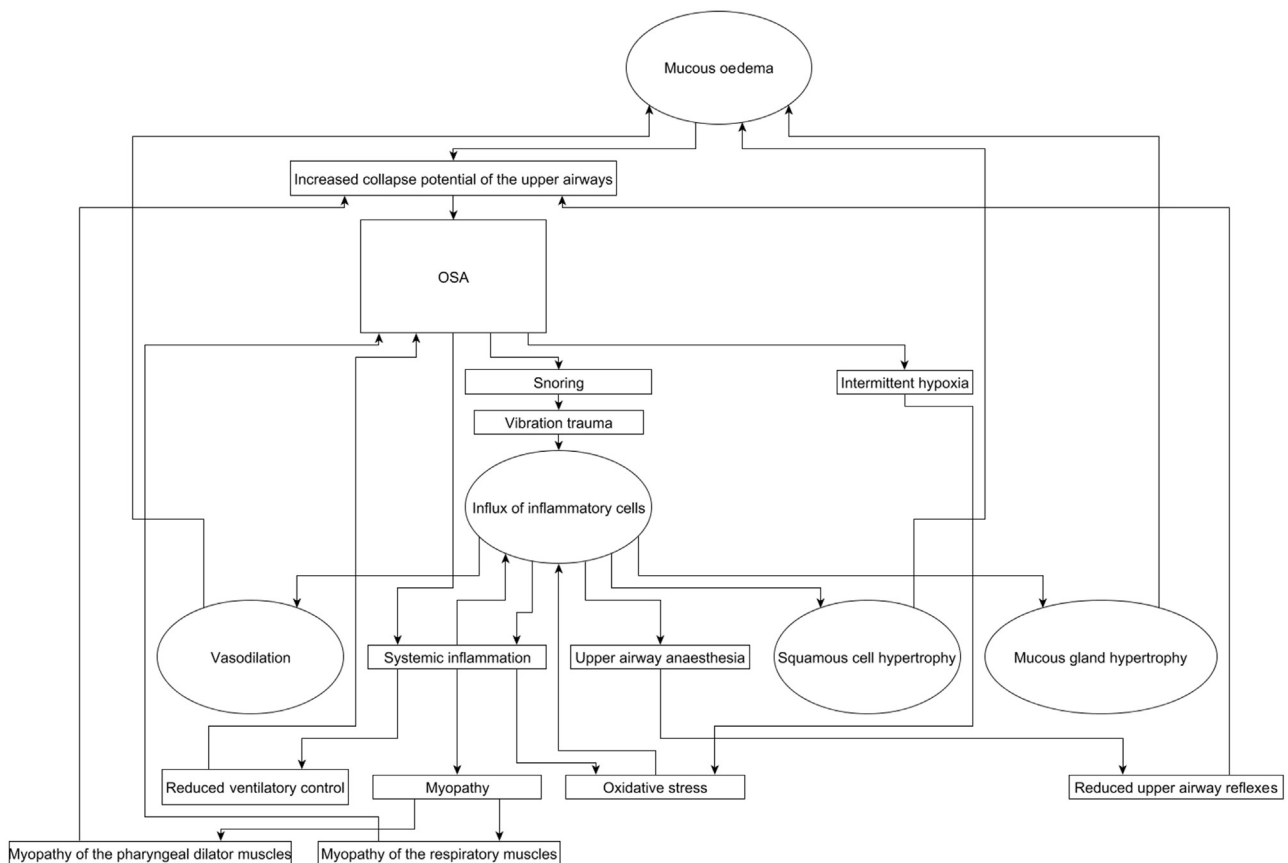 Mucous oedema
Increased collapse potential of the upper airways
OSA
Snoring
Intermittent hypoxia
Vibration trauma
Influx of inflammatory cells
Vasodilation
Systemic inflammation
Upper airway anaesthesia
Squamous cell hypertrophy
Mucous gland hypertrophy
Reduced ventilatory control
Myopathy
Oxidative stress
Reduced upper airway reflexes
Myopathy of the pharyngeal dilator muscles
Myopathy of the respiratory muscles